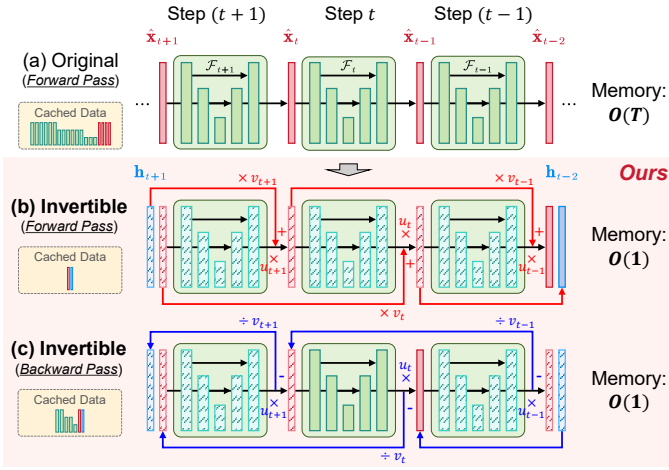 Step (t + 1) Step t Step (t − 1)
x̂ₜ₊₁ x̂ₜ x̂ₜ₋₁ x̂ₜ₋₂
(a) Original
(Forward Pass)
Cached Data
ℱₜ₊₁ ℱₜ ℱₜ₋₁
... ...
Memory:
O(T)
Ours
hₜ₊₁ hₜ₋₂
(b) Invertible
(Forward Pass)
Cached Data
× vₜ₊₁ × vₜ₋₁
+ uₜ × +
uₜ₊₁ × + uₜ₋₁ ×
× vₜ
Memory:
O(1)
(c) Invertible
(Backward Pass)
Cached Data
÷ vₜ₊₁ ÷ vₜ₋₁
- uₜ × -
uₜ₊₁ × - uₜ₋₁ ×
÷ vₜ
Memory:
O(1)